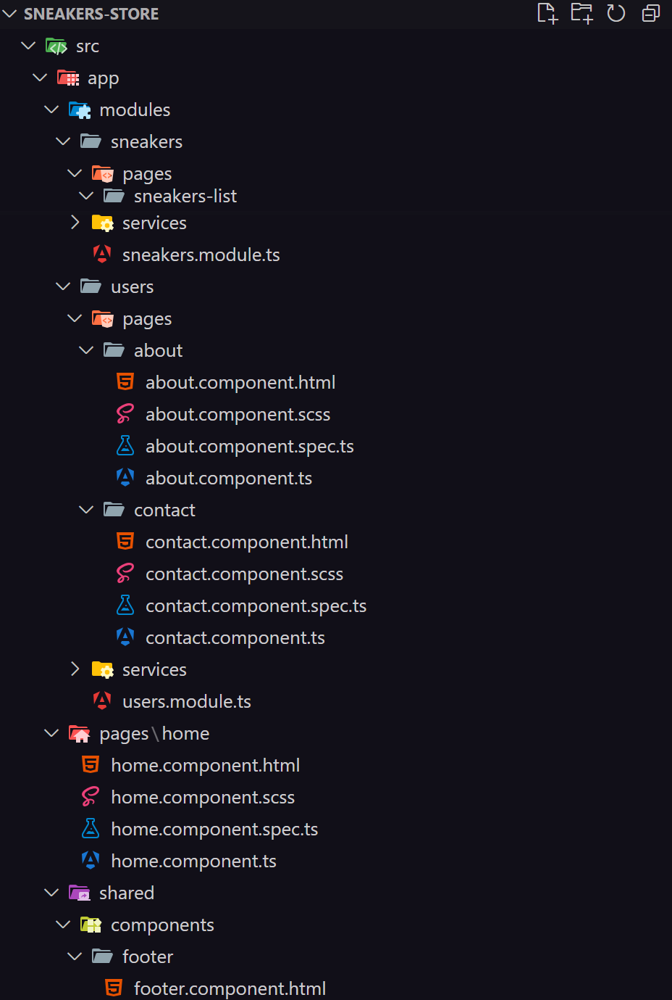 SNEAKERS-STORE
src
app
modules
sneakers
pages
sneakers-list
services
sneakers.module.ts
users
pages
about
about.component.html
about.component.scss
about.component.spec.ts
about.component.ts
contact
contact.component.html
contact.component.scss
contact.component.spec.ts
contact.component.ts
services
users.module.ts
pages\home
home.component.html
home.component.scss
home.component.spec.ts
home.component.ts
shared
components
footer
footer.component.html